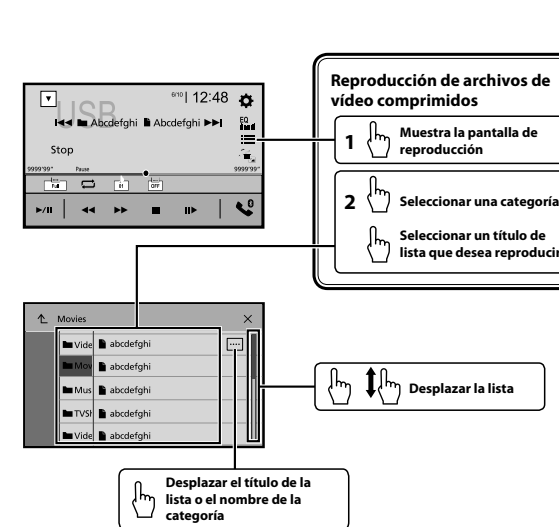 6/10 | 12:48
USB
EQ
Abcdefghi Abcdefghi
Stop
9999'99" Pause 9999'99"
Full 01 OFF
Movies
Vide abcdefghi
Mov abcdefghi
Mus abcdefghi
TVSh abcdefghi
Vide abcdefghi
Reproducción de archivos de
vídeo comprimidos
1 Muestra la pantalla de
reproducción
2 Seleccionar una categoría
Seleccionar un título de
lista que desea reproducir
Desplazar la lista
Desplazar el título de la
lista o el nombre de la
categoría